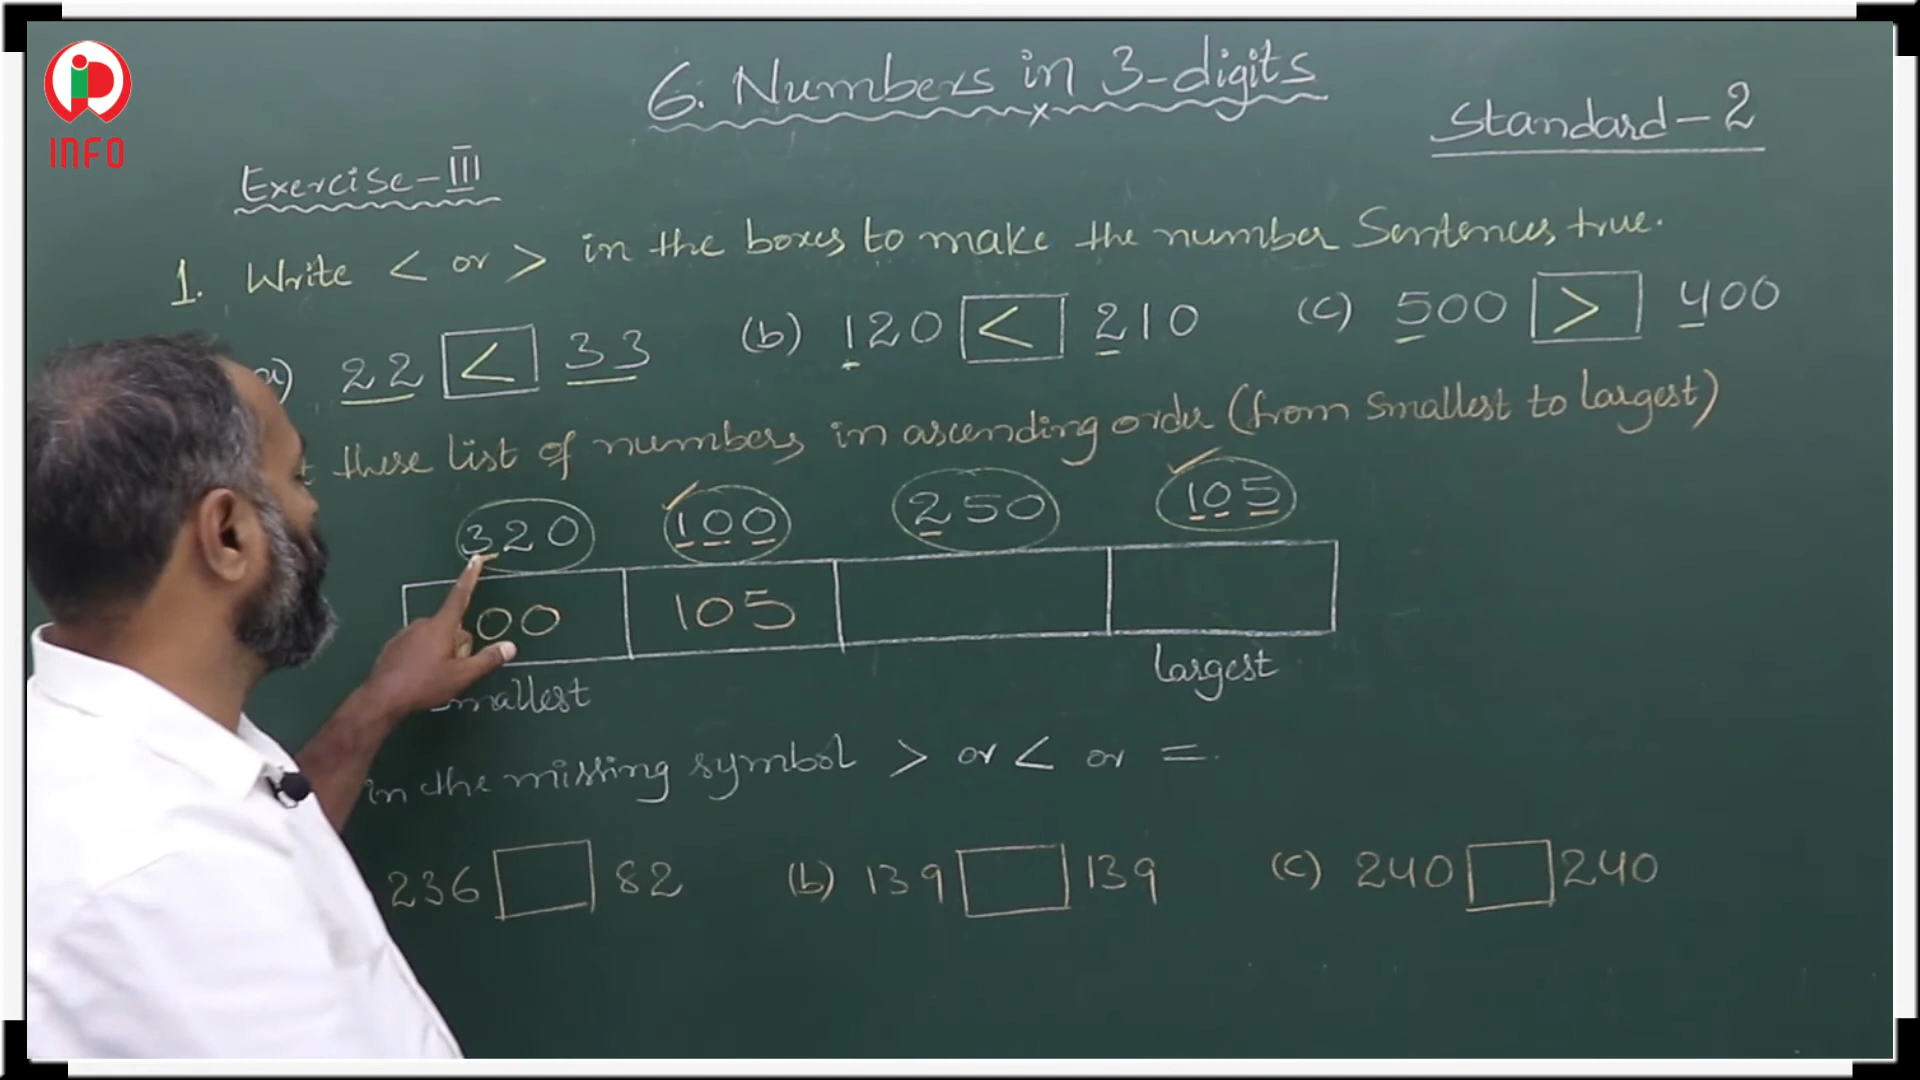 INFO
6. Numbers in 3-digits
Standard-2
Exercise-III
1. Write < or > in the boxes to make the number Sentences true.
a) 22 < 33 (b) 120 < 210 (c) 500 > 400
these list of numbers in ascending order (from smallest to largest)
320 100 250 105
00 105
smallest largest
in the missing symbol > or < or =.
236 82 (b) 139 139 (c) 240 240